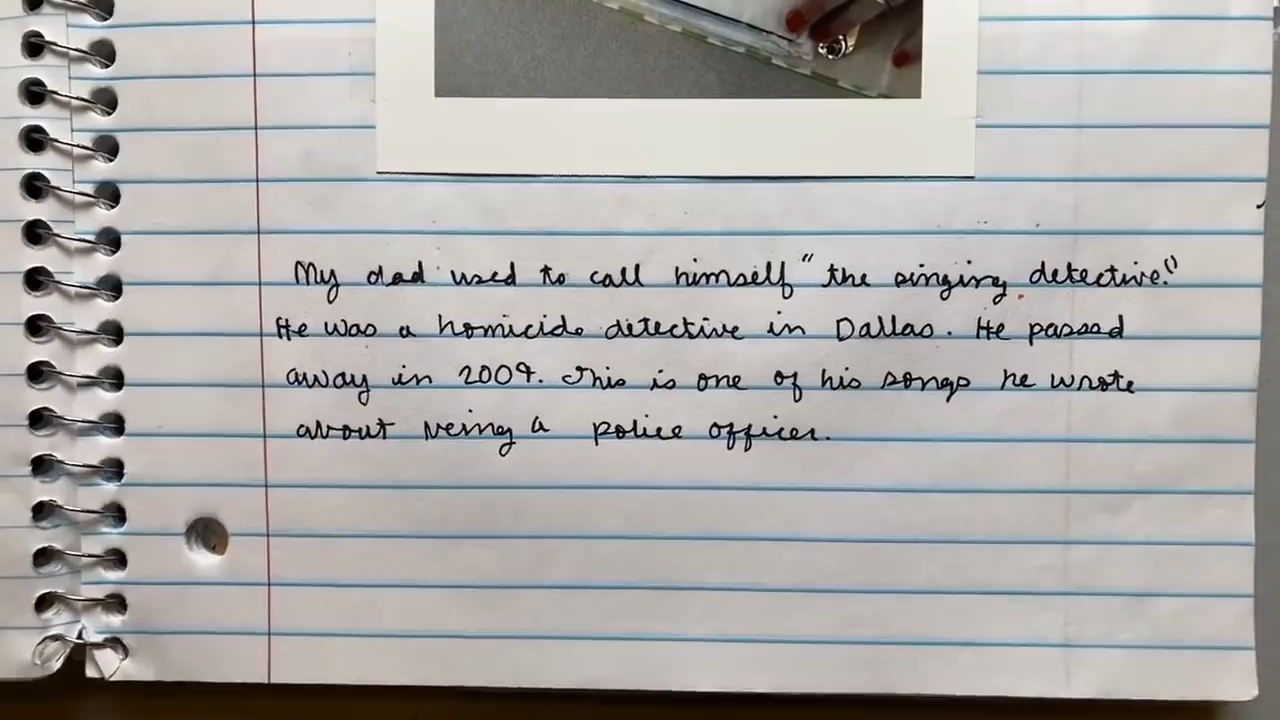 My dad used to call himself "the singing detective."
He was a homicide detective in Dallas. He passed
away in 2009. This is one of his songs he wrote
about being a police officer.